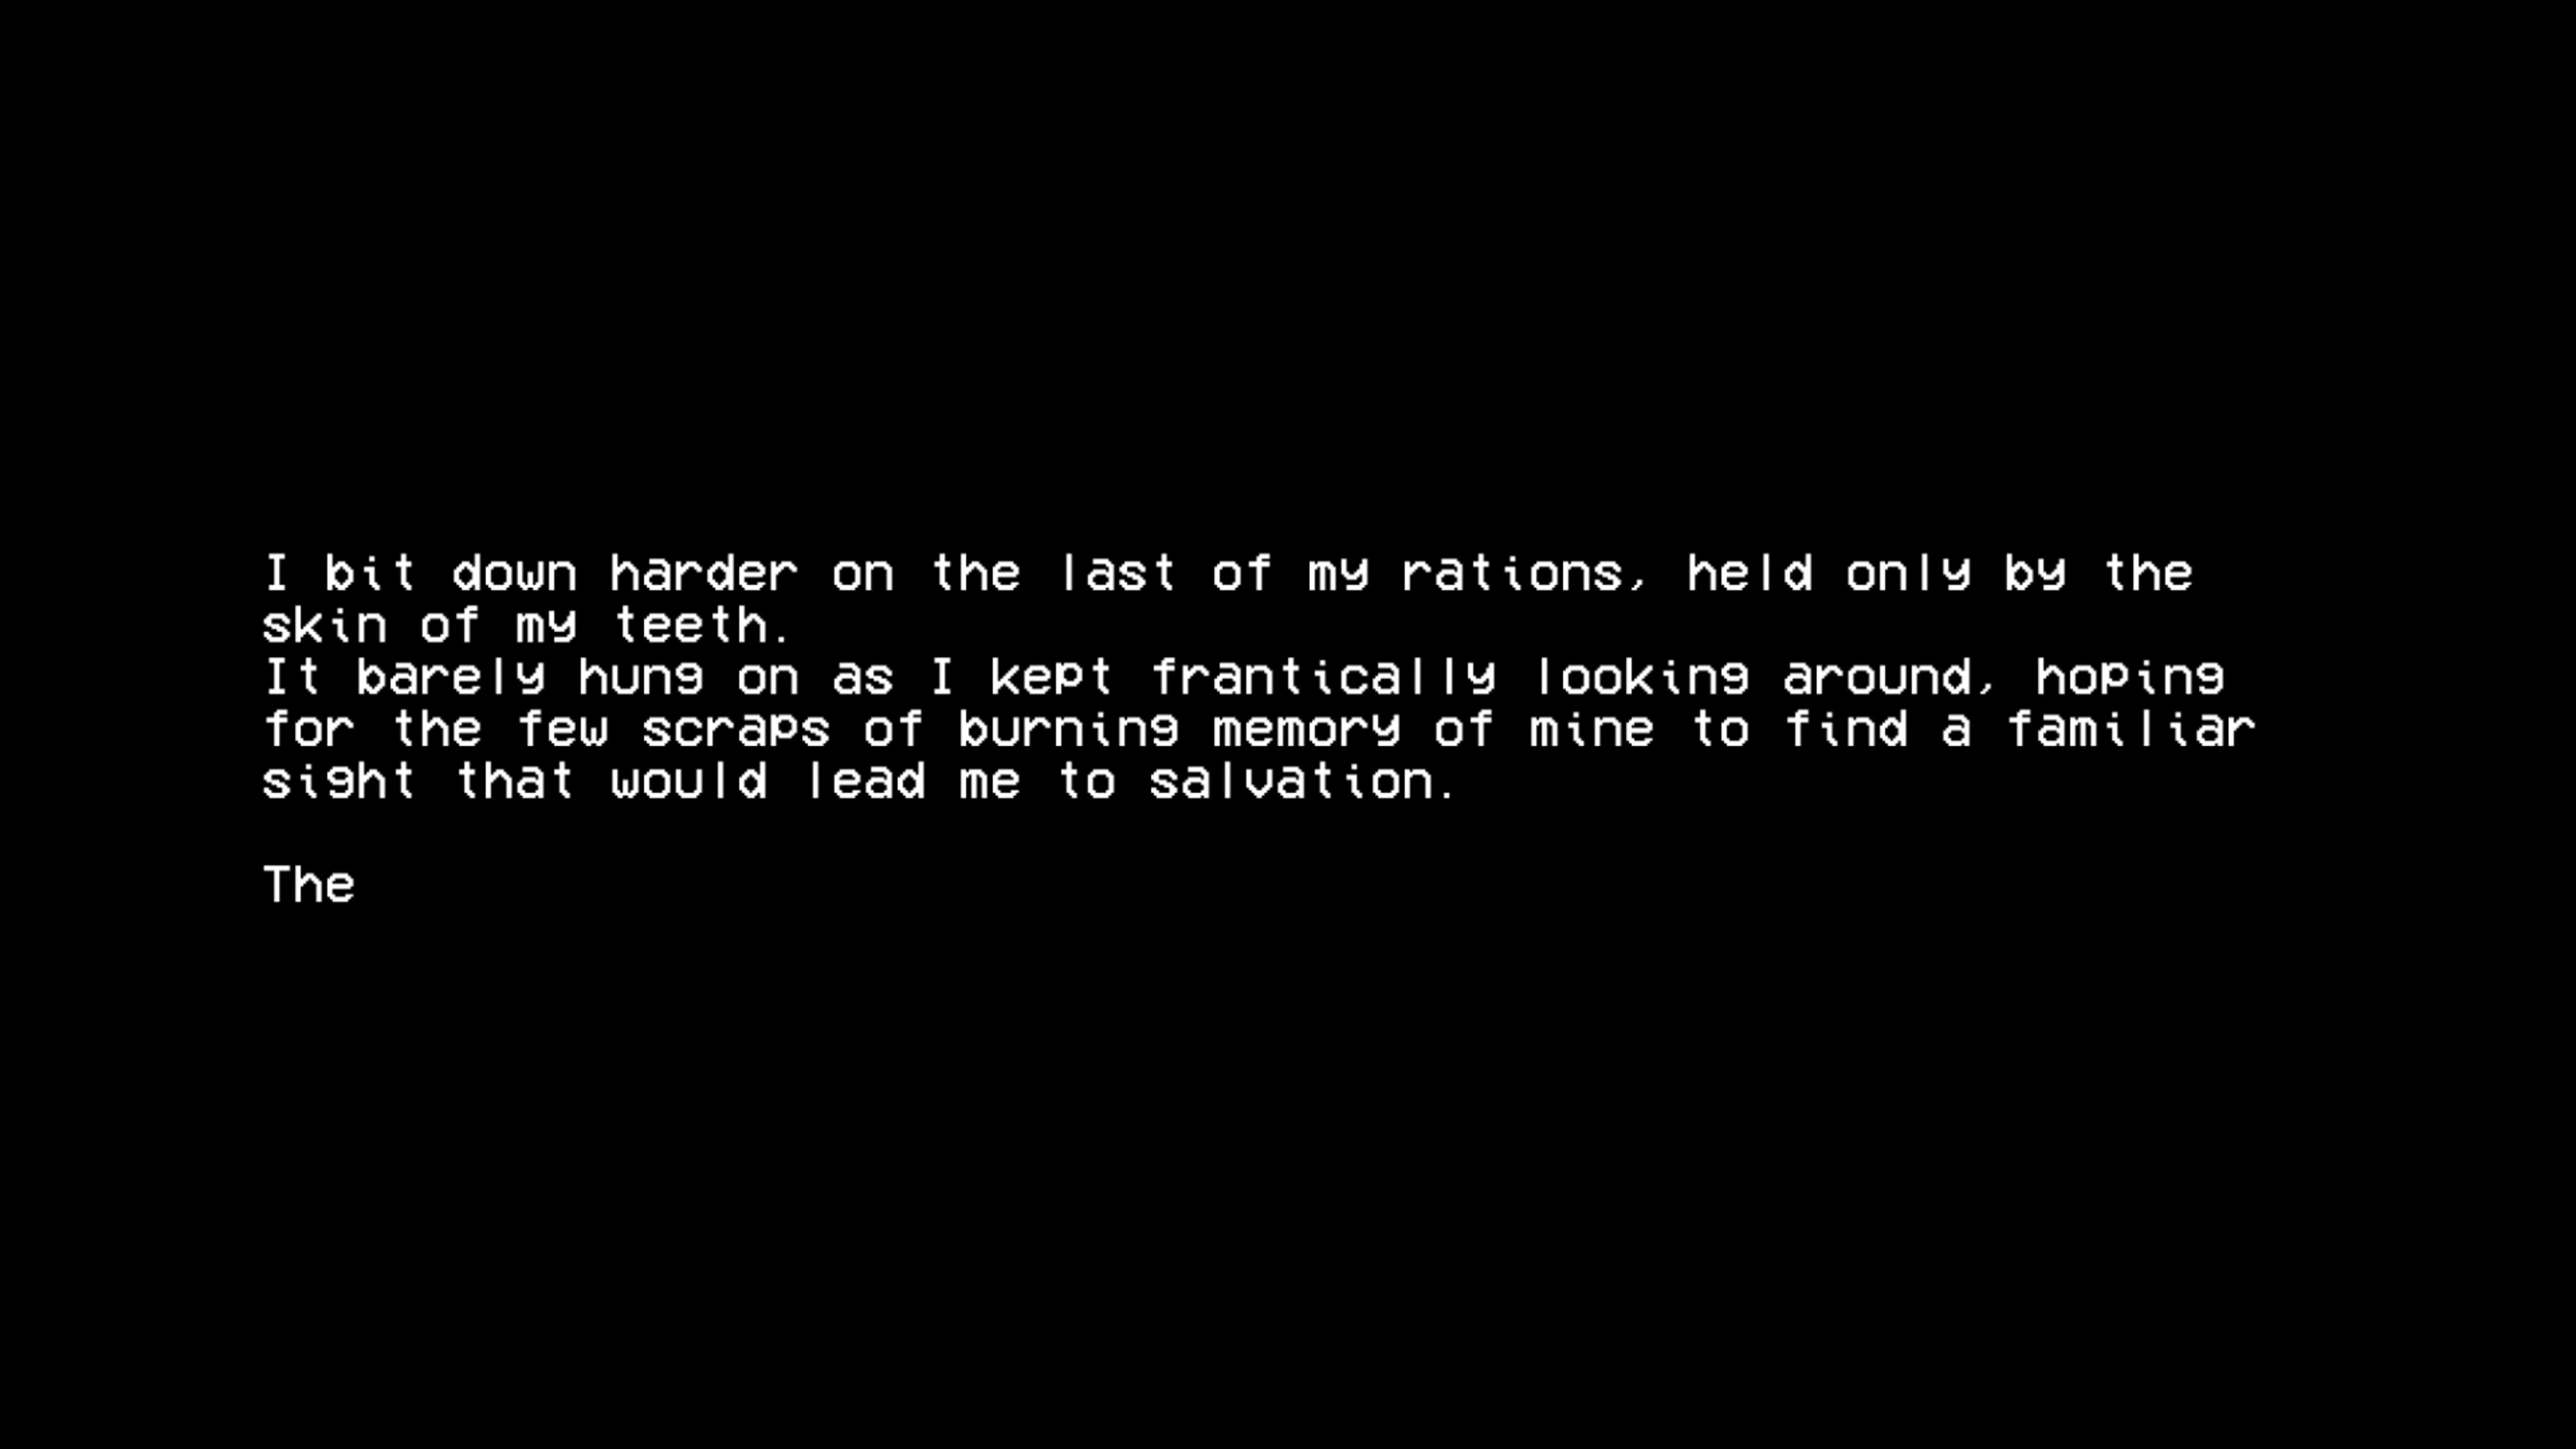 I bit down harder on the last of my rations, held only by the
skin of my teeth.
It barely hung on as I kept frantically looking around, hoping
for the few scraps of burning memory of mine to find a familiar
sight that would lead me to salvation.
The